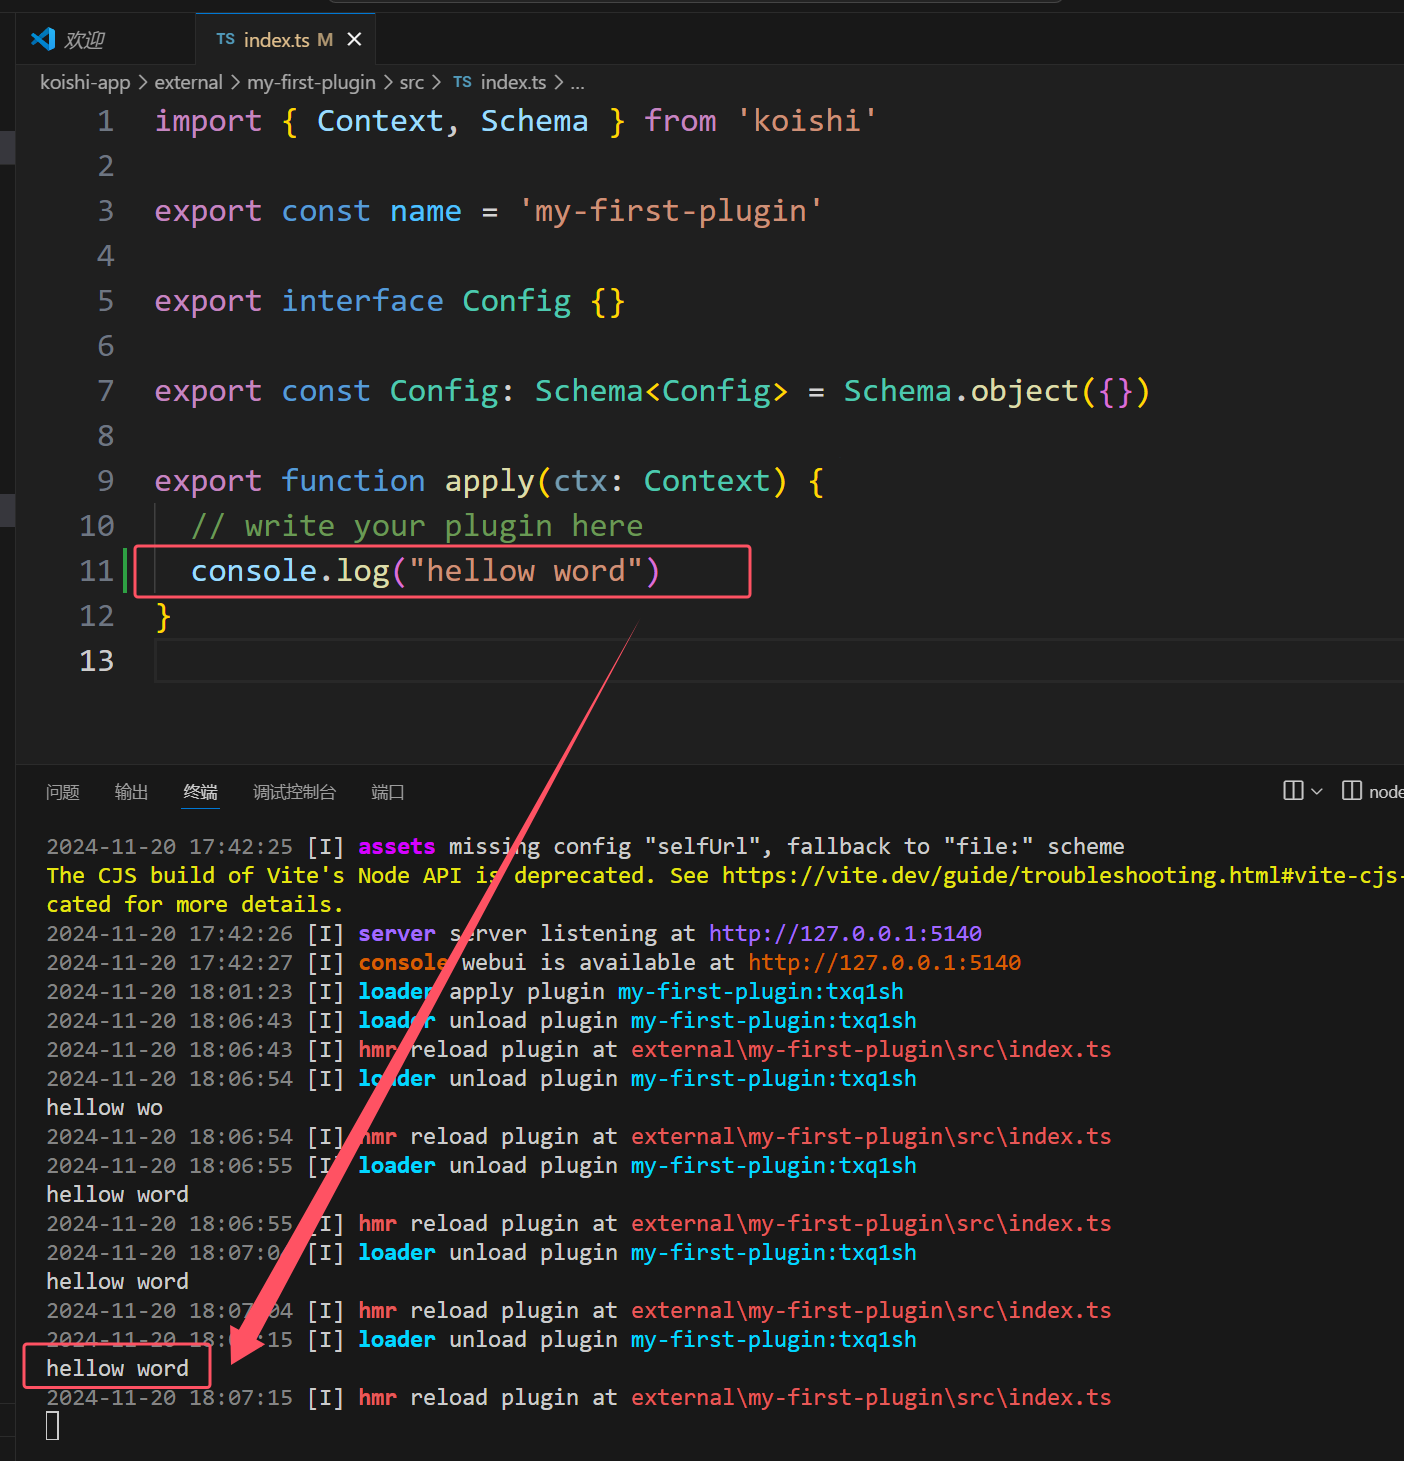 欢迎
TS index.ts M
koishi-app > external > my-first-plugin > src > TS index.ts > ...
1 import { Context, Schema } from 'koishi'
2
3 export const name = 'my-first-plugin'
4
5 export interface Config {}
6
7 export const Config: Schema<Config> = Schema.object({})
8
9 export function apply(ctx: Context) {
10 // write your plugin here
11 console.log("hellow word")
12 }
13
问题 输出 终端 调试控制台 端口 node
2024-11-20 17:42:25 [I] assets missing config "selfUrl", fallback to "file:" scheme
The CJS build of Vite's Node API is deprecated. See https://vite.dev/guide/troubleshooting.html#vite-cjs-
cated for more details.
2024-11-20 17:42:26 [I] server server listening at http://127.0.0.1:5140
2024-11-20 17:42:27 [I] console webui is available at http://127.0.0.1:5140
2024-11-20 18:01:23 [I] loader apply plugin my-first-plugin:txq1sh
2024-11-20 18:06:43 [I] loader unload plugin my-first-plugin:txq1sh
2024-11-20 18:06:43 [I] hmr reload plugin at external\my-first-plugin\src\index.ts
2024-11-20 18:06:54 [I] loader unload plugin my-first-plugin:txq1sh
hellow wo
2024-11-20 18:06:54 [I] hmr reload plugin at external\my-first-plugin\src\index.ts
2024-11-20 18:06:55 [I] loader unload plugin my-first-plugin:txq1sh
hellow word
2024-11-20 18:06:55 [I] hmr reload plugin at external\my-first-plugin\src\index.ts
2024-11-20 18:07:04 [I] loader unload plugin my-first-plugin:txq1sh
hellow word
2024-11-20 18:07:04 [I] hmr reload plugin at external\my-first-plugin\src\index.ts
2024-11-20 18:07:15 [I] loader unload plugin my-first-plugin:txq1sh
hellow word
2024-11-20 18:07:15 [I] hmr reload plugin at external\my-first-plugin\src\index.ts